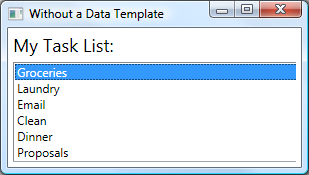 Without a Data Template
My Task List:
Groceries
Laundry
Email
Clean
Dinner
Proposals